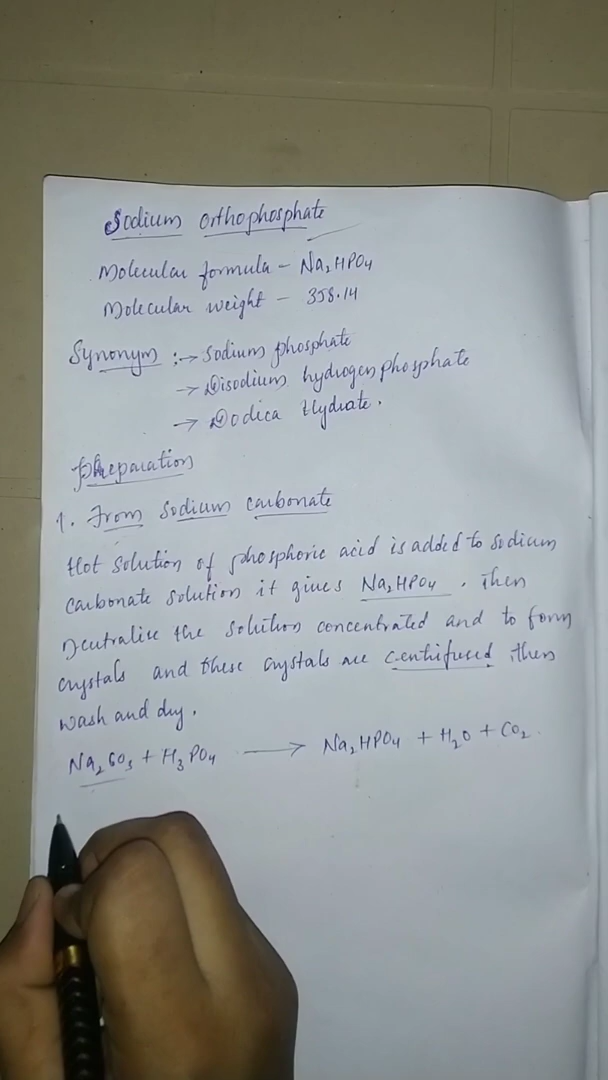 Sodium Orthophosphate
Molecular formula – Na₂HPO₄
Molecular weight – 358.14
Synonym :→ Sodium phosphate
→ Disodium hydrogen phosphate
→ Dodica Hydrate.
Preparation
1. From Sodium carbonate
Hot Solution of phosphoric acid is added to sodium
carbonate solution it gives Na₂HPO₄. Then
Neutralise the solution concentrated and to form
crystals and these crystals are centrifused then
wash and dry.
Na₂CO₃ + H₃PO₄ → Na₂HPO₄ + H₂O + CO₂